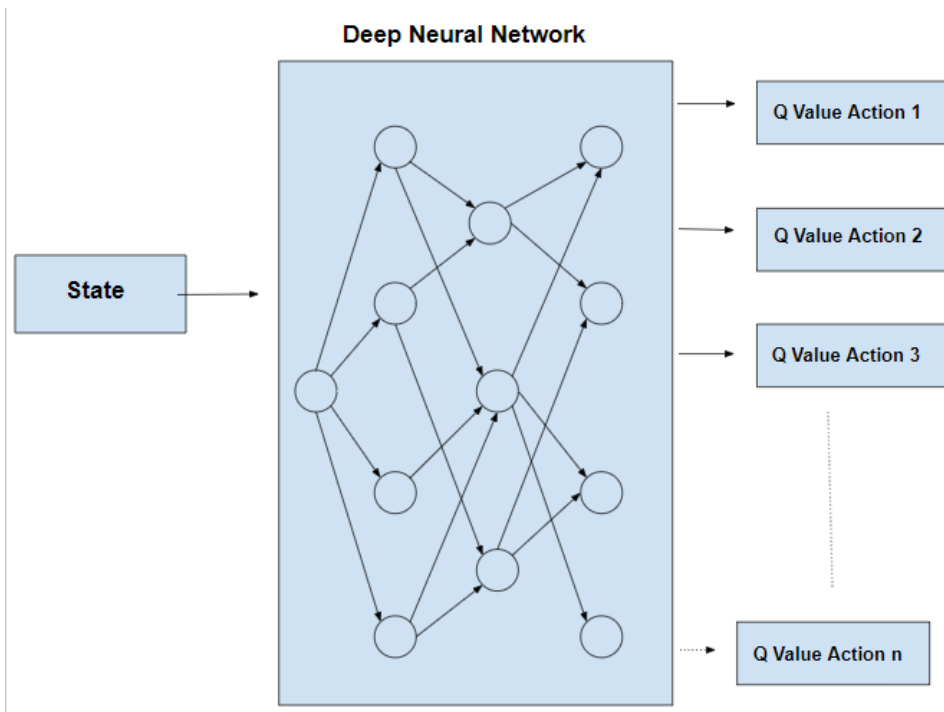 Deep Neural Network
State
Q Value Action 1
Q Value Action 2
Q Value Action 3
Q Value Action n